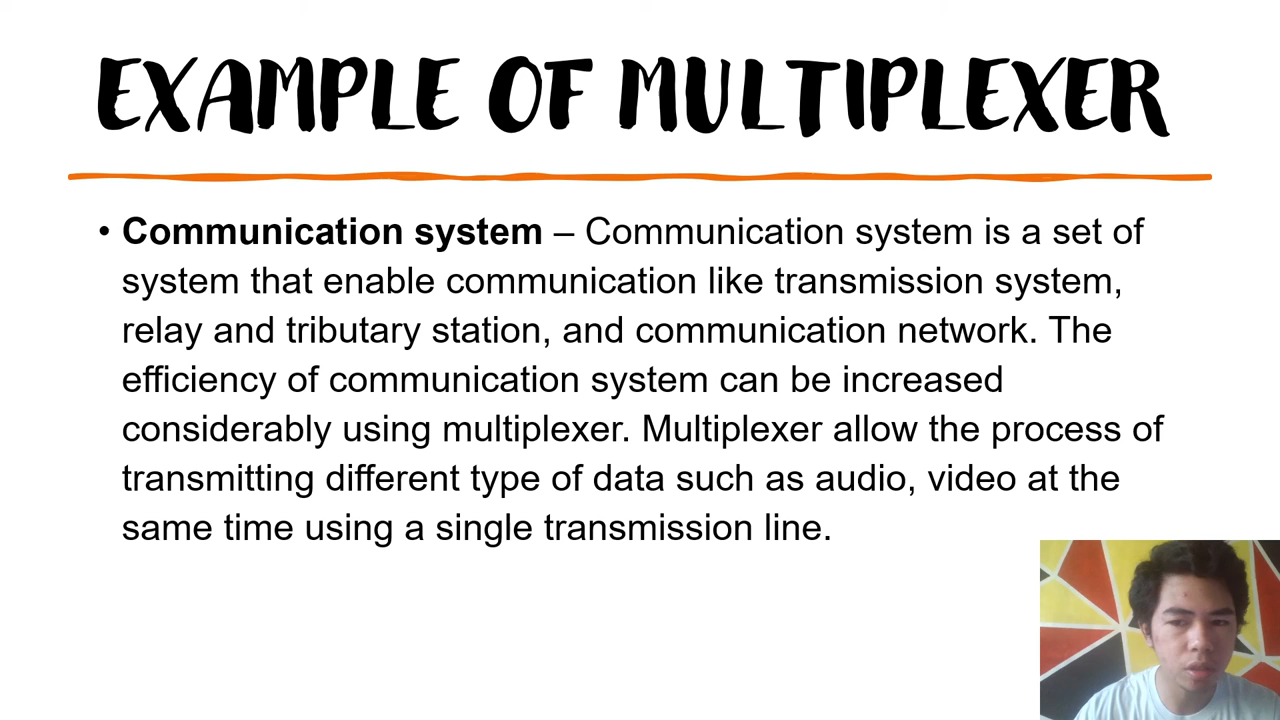 EXAMPLE OF MULTIPLEXER
• Communication system – Communication system is a set of
system that enable communication like transmission system,
relay and tributary station, and communication network. The
efficiency of communication system can be increased
considerably using multiplexer. Multiplexer allow the process of
transmitting different type of data such as audio, video at the
same time using a single transmission line.